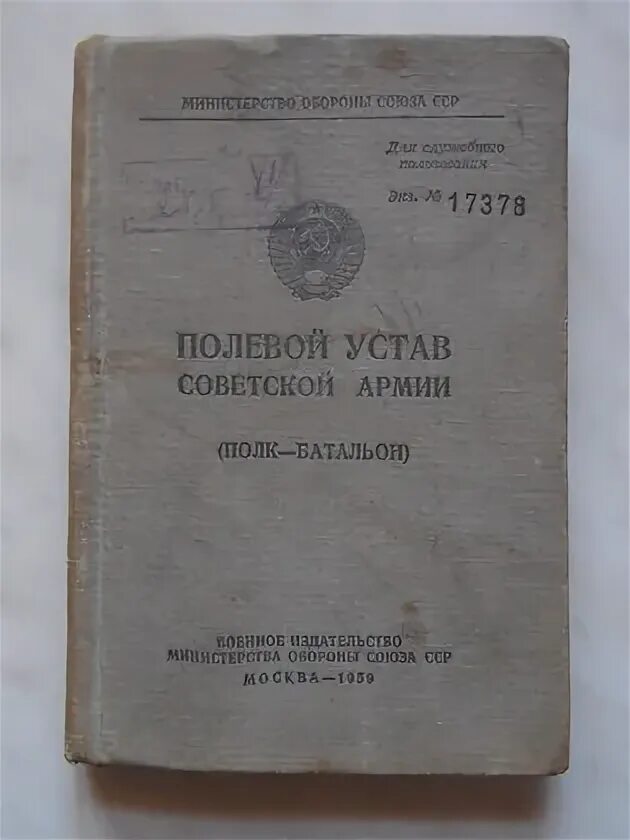 МИНИСТЕРСТВО ОБОРОНЫ СОЮЗА ССР
Для служебного
пользования
Экз. № 17378
ПОЛЕВОЙ УСТАВ
СОВЕТСКОЙ АРМИИ
(ПОЛК—БАТАЛЬОН)
ВОЕННОЕ ИЗДАТЕЛЬСТВО
МИНИСТЕРСТВА ОБОРОНЫ СОЮЗА ССР
МОСКВА—1959